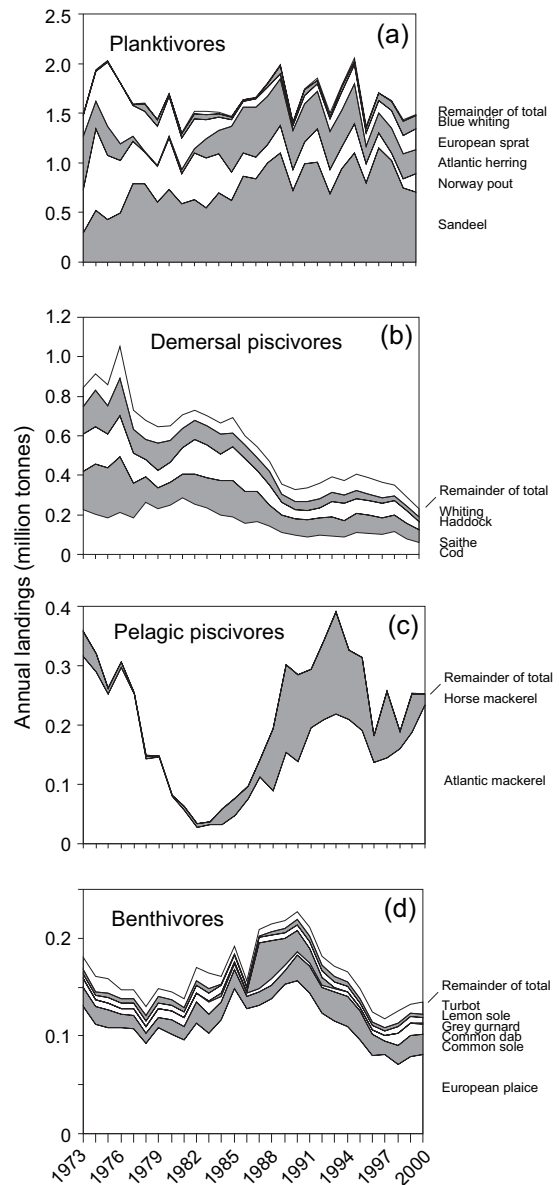 2.5
Planktivores
(a)
2.0
1.5
1.0
0.5
0
Remainder of total
Blue whiting
European sprat
Atlantic herring
Norway pout
Sandeel
1.2
Demersal piscivores
(b)
1.0
0.8
0.6
0.4
0.2
0
Remainder of total
Whiting
Haddock
Saithe
Cod
Annual landings (million tonnes)
0.4
Pelagic piscivores
(c)
0.3
0.2
0.1
0
Remainder of total
Horse mackerel
Atlantic mackerel
Benthivores
(d)
0.2
0.1
0
Remainder of total
Turbot
Lemon sole
Grey gurnard
Common dab
Common sole
European plaice
1973
1976
1979
1982
1985
1988
1991
1994
1997
2000